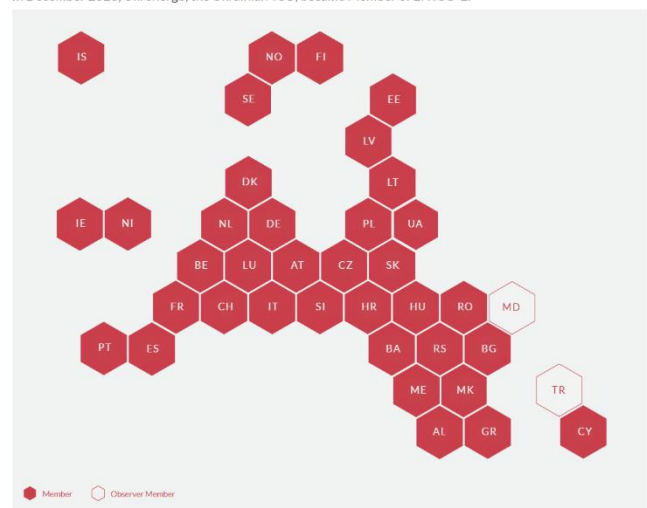 IS NO FI
SE EE
LV
DK LT
IE NI NL DE PL UA
BE LU AT CZ SK
FR CH IT SI HR HU RO MD
PT ES BA RS BG
ME MK TR
AL GR CY
Member Observer Member